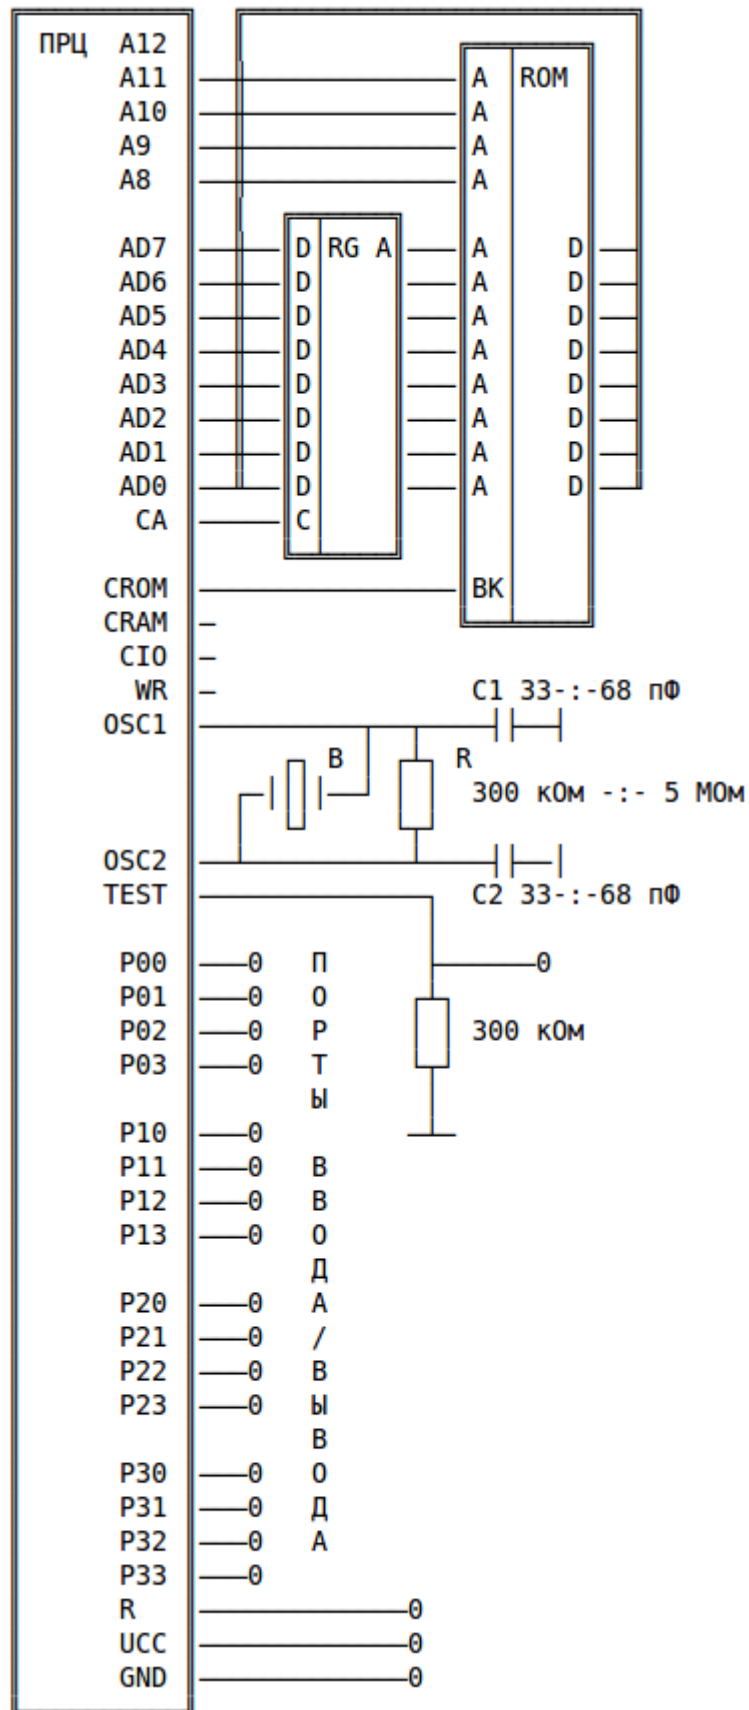 ПРЦ A12
A11 A ROM
A10 A
A9 A
A8 A
AD7 D RG A A D
AD6 D A D
AD5 D A D
AD4 D A D
AD3 D A D
AD2 D A D
AD1 D A D
AD0 D A D
CA C
CROM ВК
CRAM
CIO
WR C1 33-:-68 пФ
OSC1
B R
300 кОм -:- 5 МОм
OSC2
TEST C2 33-:-68 пФ
P00 0 П 0
P01 0 О
P02 0 Р 300 кОм
P03 0 Т
Ы
P10 0
P11 0 В
P12 0 В
P13 0 О
Д
P20 0 А
P21 0 /
P22 0 В
P23 0 Ы
В
P30 0 О
P31 0 Д
P32 0 А
P33 0
R 0
UCC 0
GND 0